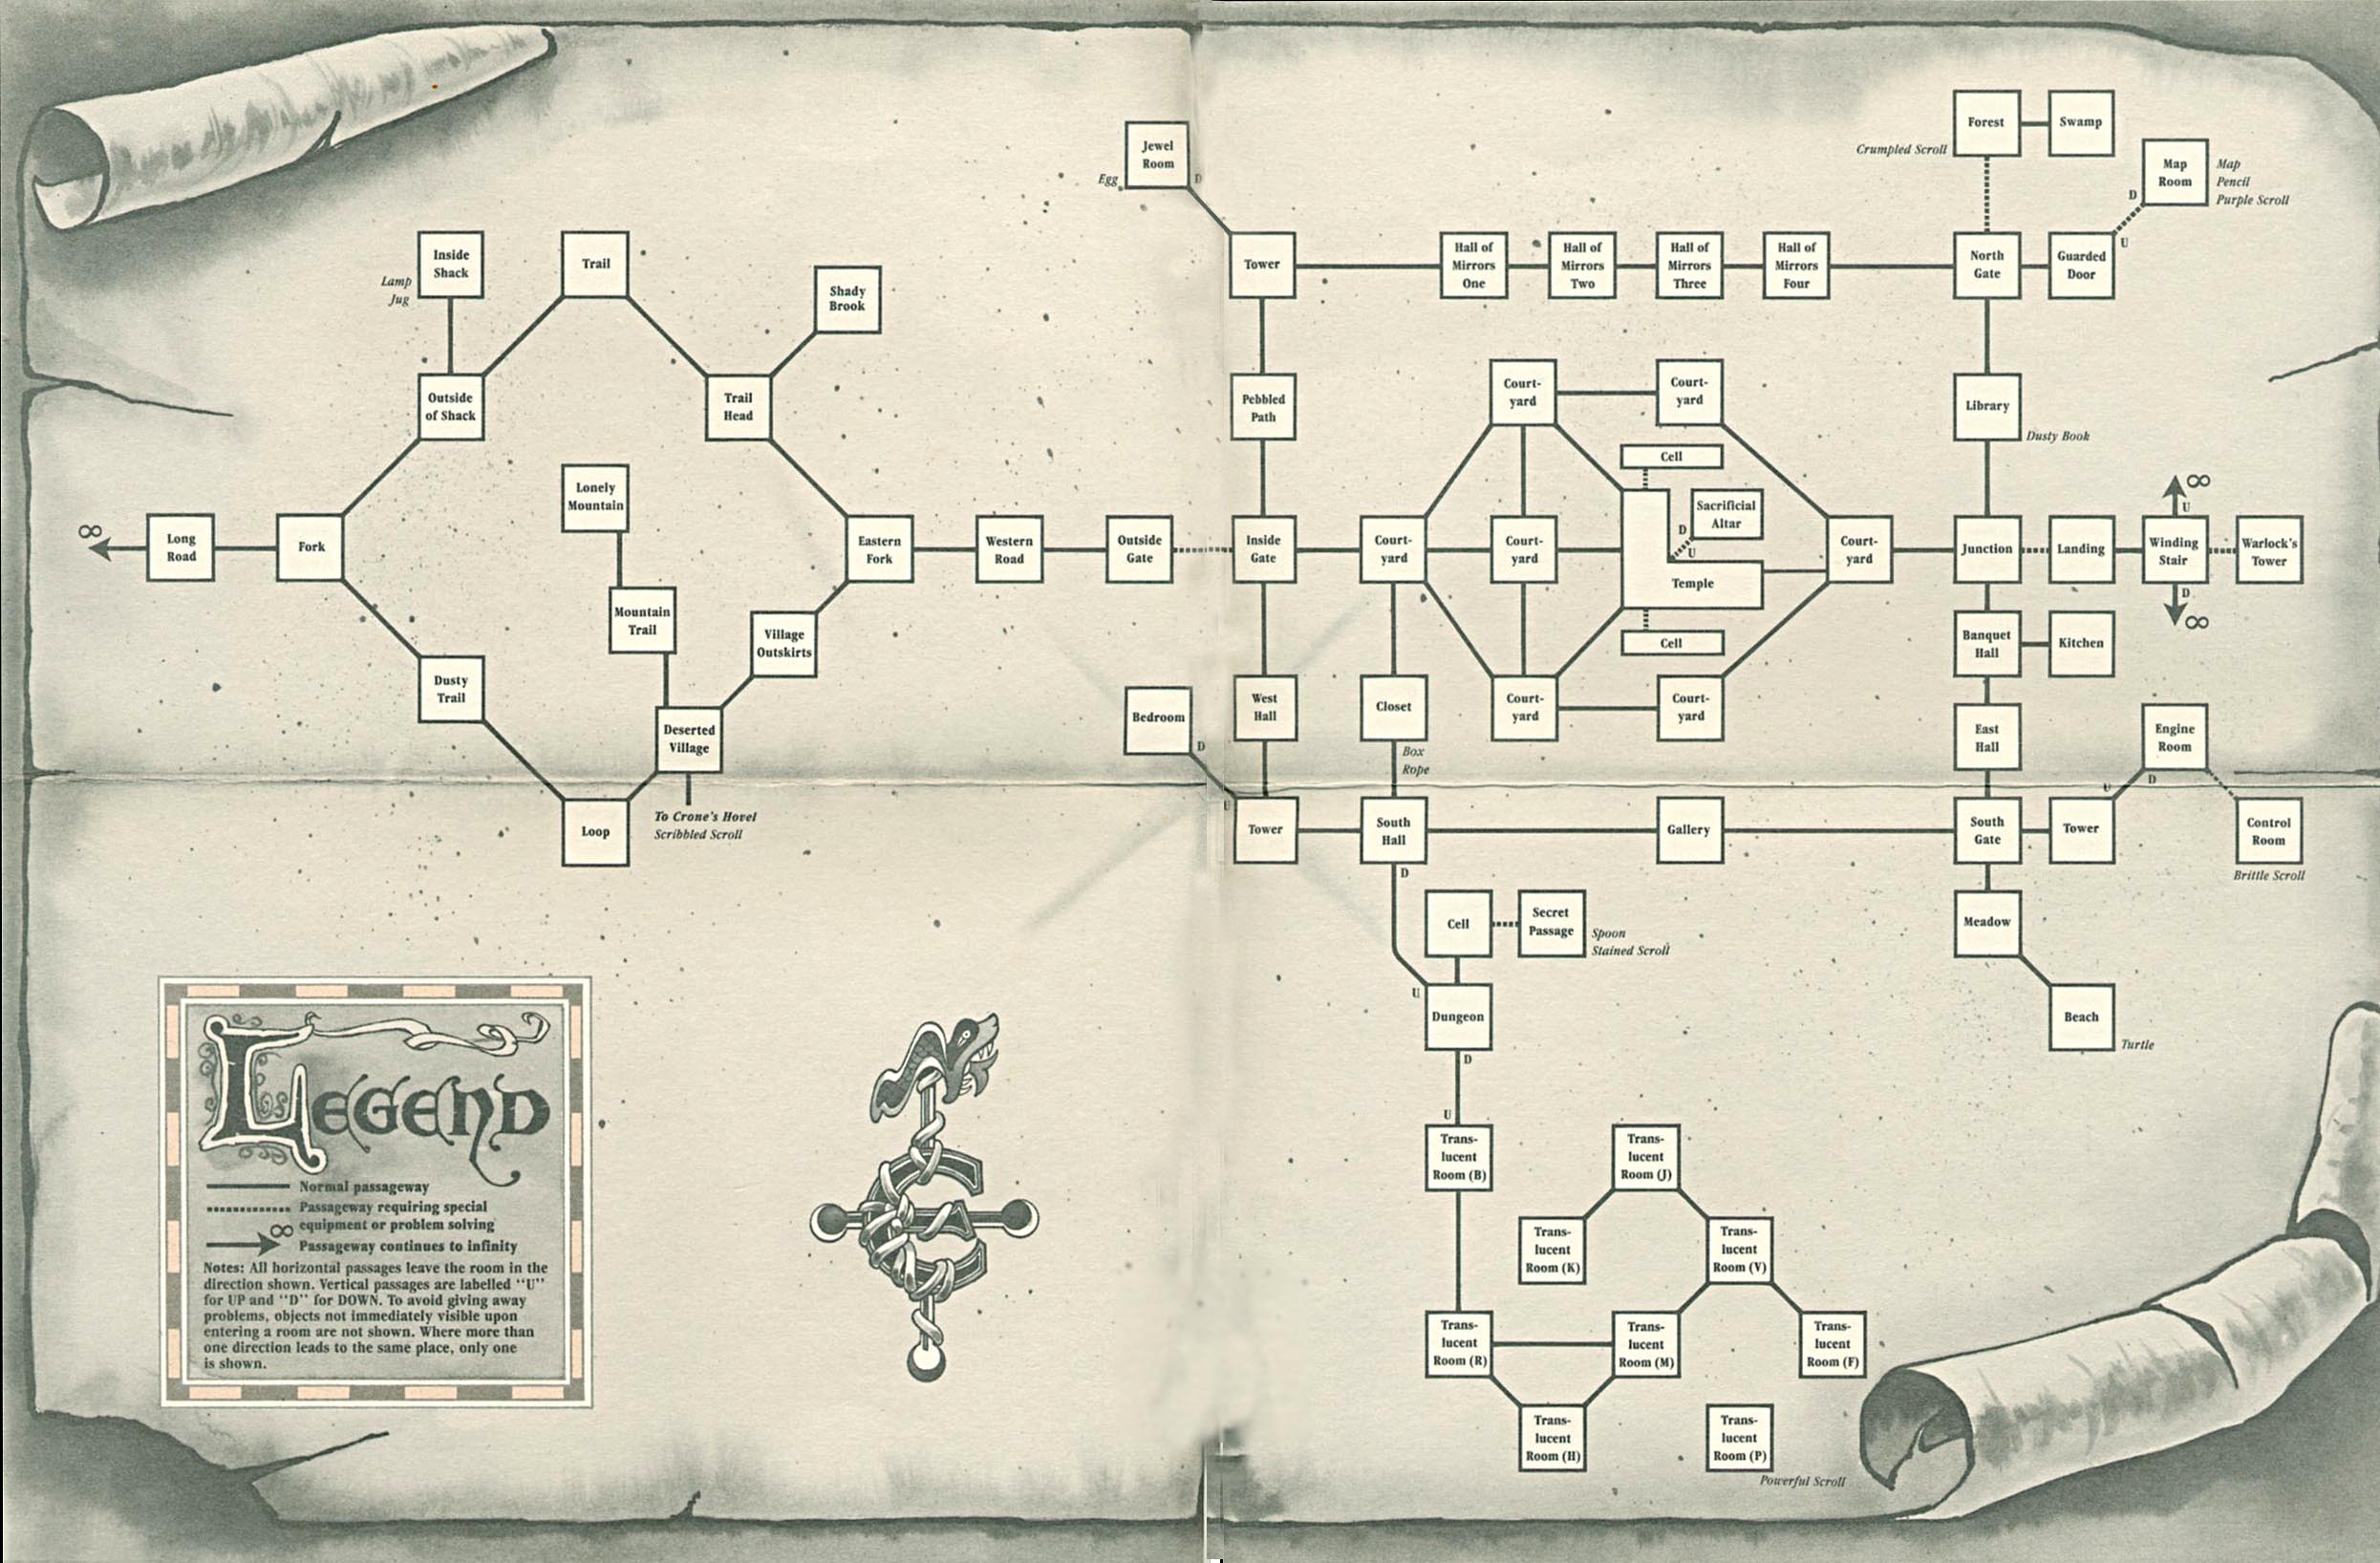 Jewel
Room
Egg
D
Forest
Swamp
Crumpled Scroll
Map
Room
Map
Pencil
Purple Scroll
D
U
Inside
Shack
Lamp
Jug
Trail
Shady
Brook
Tower
Hall of
Mirrors
One
Hall of
Mirrors
Two
Hall of
Mirrors
Three
Hall of
Mirrors
Four
North
Gate
Guarded
Door
Outside
of Shack
Trail
Head
Pebbled
Path
Court-
yard
Court-
yard
Library
Dusty Book
Cell
Lonely
Mountain
Sacrificial
Altar
D
U
∞
U
∞
Long
Road
Fork
Eastern
Fork
Western
Road
Outside
Gate
Inside
Gate
Court-
yard
Court-
yard
Temple
Court-
yard
Junction
Landing
Winding
Stair
Warlock's
Tower
D
∞
Mountain
Trail
Village
Outskirts
Cell
Banquet
Hall
Kitchen
Dusty
Trail
Deserted
Village
Bedroom
D
West
Hall
Closet
Box
Rope
Court-
yard
Court-
yard
East
Hall
Engine
Room
D
U
Loop
To Crone's Hovel
Scribbled Scroll
U
Tower
South
Hall
D
Gallery
South
Gate
Tower
Control
Room
Brittle Scroll
Cell
Secret
Passage
Spoon
Stained Scroll
Meadow
U
Dungeon
D
Beach
Turtle
U
Trans-
lucent
Room (B)
Trans-
lucent
Room (J)
Trans-
lucent
Room (K)
Trans-
lucent
Room (V)
Trans-
lucent
Room (R)
Trans-
lucent
Room (M)
Trans-
lucent
Room (F)
Trans-
lucent
Room (H)
Trans-
lucent
Room (P)
Powerful Scroll
LEGEND
Normal passageway
Passageway requiring special
∞ equipment or problem solving
Passageway continues to infinity
Notes: All horizontal passages leave the room in the
direction shown. Vertical passages are labelled "U"
for UP and "D" for DOWN. To avoid giving away
problems, objects not immediately visible upon
entering a room are not shown. Where more than
one direction leads to the same place, only one
is shown.